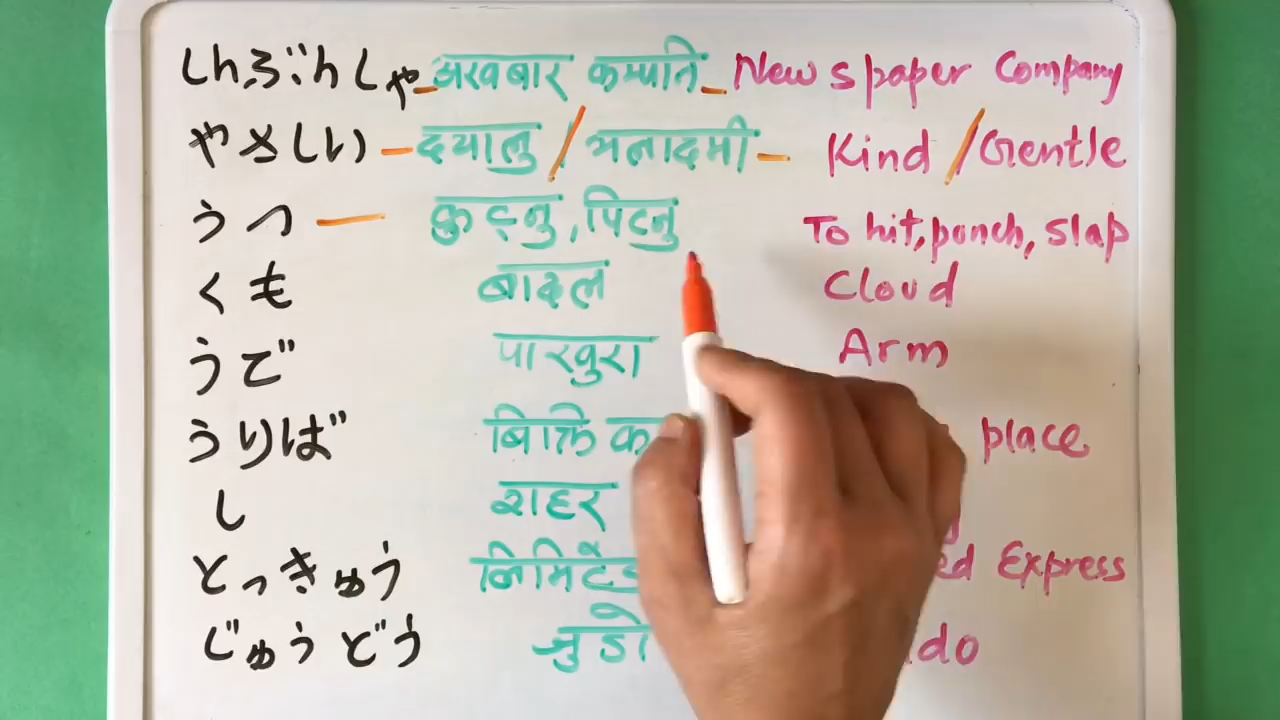 しんぶんしゃ - अखबार कम्पनि - Newspaper Company
やさしい - दयालु / भलादमी - Kind / Gentle
うつ - कुट्नु, पिट्नु To hit, punch, slap
くも बादल Cloud
うで पाखुरा Arm
うりば बिक्रि place
し शहर
とっきゅう लिमिटेड Express
じゅうどう जुडो